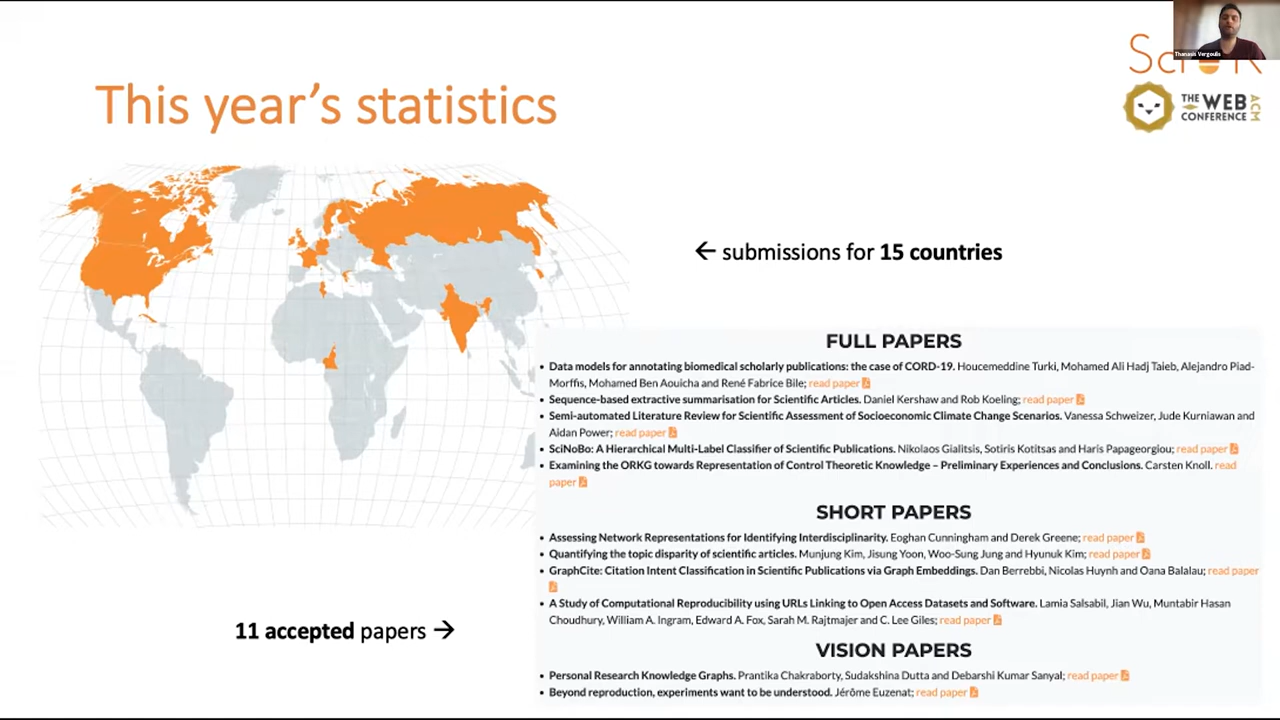 Thanasis Vergoulis
THE WEB CONFERENCE ACM
This year's statistics
← submissions for 15 countries
FULL PAPERS
• Data models for annotating biomedical scholarly publications: the case of CORD-19. Houcemeddine Turki, Mohamed Ali Hadj Taieb, Alejandro Piad-
Morffis, Mohamed Ben Aouicha and René Fabrice Bile; read paper
• Sequence-based extractive summarisation for Scientific Articles. Daniel Kershaw and Rob Koeling; read paper
• Semi-automated Literature Review for Scientific Assessment of Socioeconomic Climate Change Scenarios. Vanessa Schweizer, Jude Kurniawan and
Aidan Power; read paper
• SciNoBo: A Hierarchical Multi-Label Classifier of Scientific Publications. Nikolaos Gialitsis, Sotiris Kotitsas and Haris Papageorgiou; read paper
• Examining the ORKG towards Representation of Control Theoretic Knowledge – Preliminary Experiences and Conclusions. Carsten Knoll. read
paper
SHORT PAPERS
• Assessing Network Representations for Identifying Interdisciplinarity. Eoghan Cunningham and Derek Greene; read paper
• Quantifying the topic disparity of scientific articles. Munjung Kim, Jisung Yoon, Woo-Sung Jung and Hyunuk Kim; read paper
• GraphCite: Citation Intent Classification in Scientific Publications via Graph Embeddings. Dan Berrebbi, Nicolas Huynh and Oana Balalau; read paper
• A Study of Computational Reproducibility using URLs Linking to Open Access Datasets and Software. Lamia Salsabil, Jian Wu, Muntabir Hasan
Choudhury, William A. Ingram, Edward A. Fox, Sarah M. Rajtmajer and C. Lee Giles; read paper
11 accepted papers →
VISION PAPERS
• Personal Research Knowledge Graphs. Prantika Chakraborty, Sudakshina Dutta and Debarshi Kumar Sanyal; read paper
• Beyond reproduction, experiments want to be understood. Jérôme Euzenat; read paper